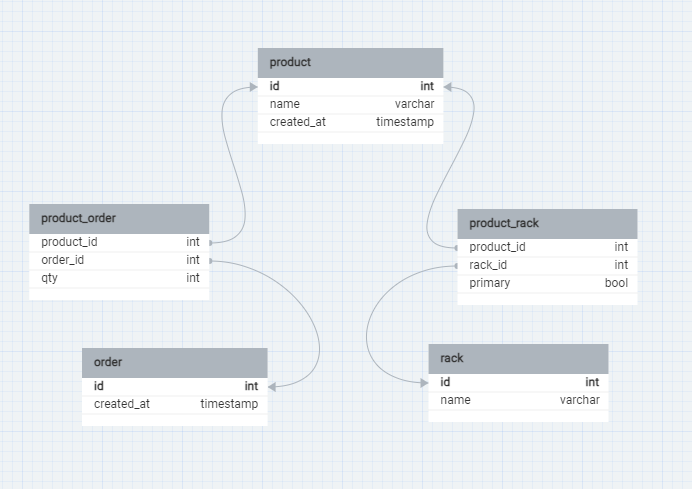 product
id int
name varchar
created_at timestamp
product_order
product_id int
order_id int
qty int
product_rack
product_id int
rack_id int
primary bool
order
id int
created_at timestamp
rack
id int
name varchar